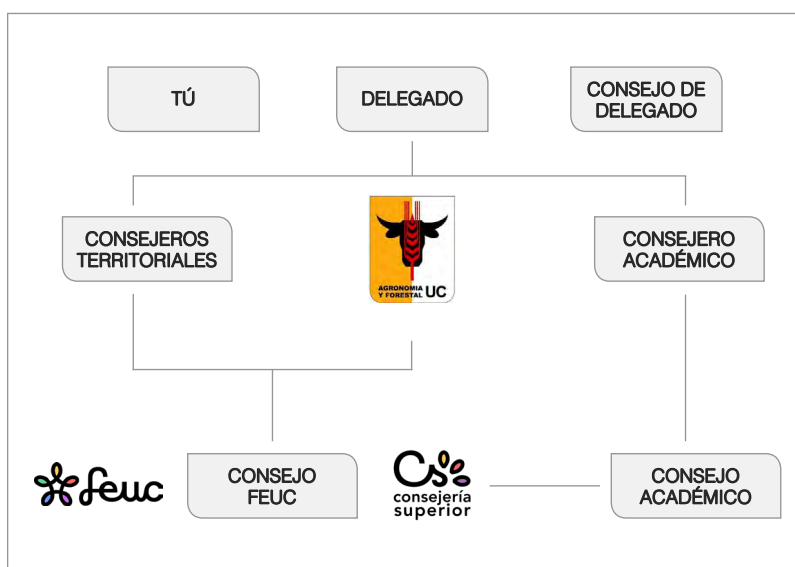 TÚ
DELEGADO
CONSEJO DE
DELEGADO
CONSEJEROS
TERRITORIALES
AGRONOMIA
Y FORESTAL UC
CONSEJERO
ACADÉMICO
feuc
CONSEJO
FEUC
Cs
consejería
superior
CONSEJO
ACADÉMICO